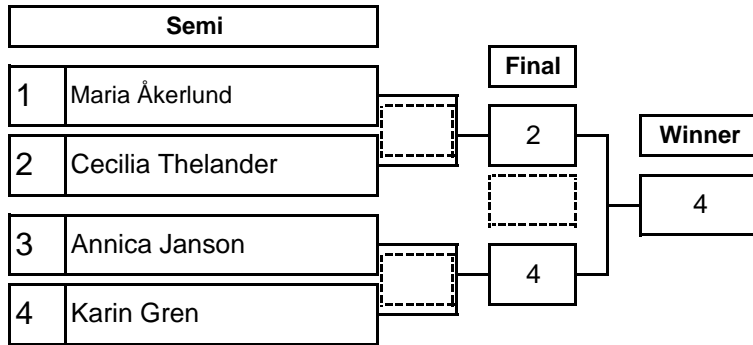 Semi
Final
1 Maria Åkerlund
2
2 Cecilia Thelander
Winner
4
3 Annica Janson
4
4 Karin Gren